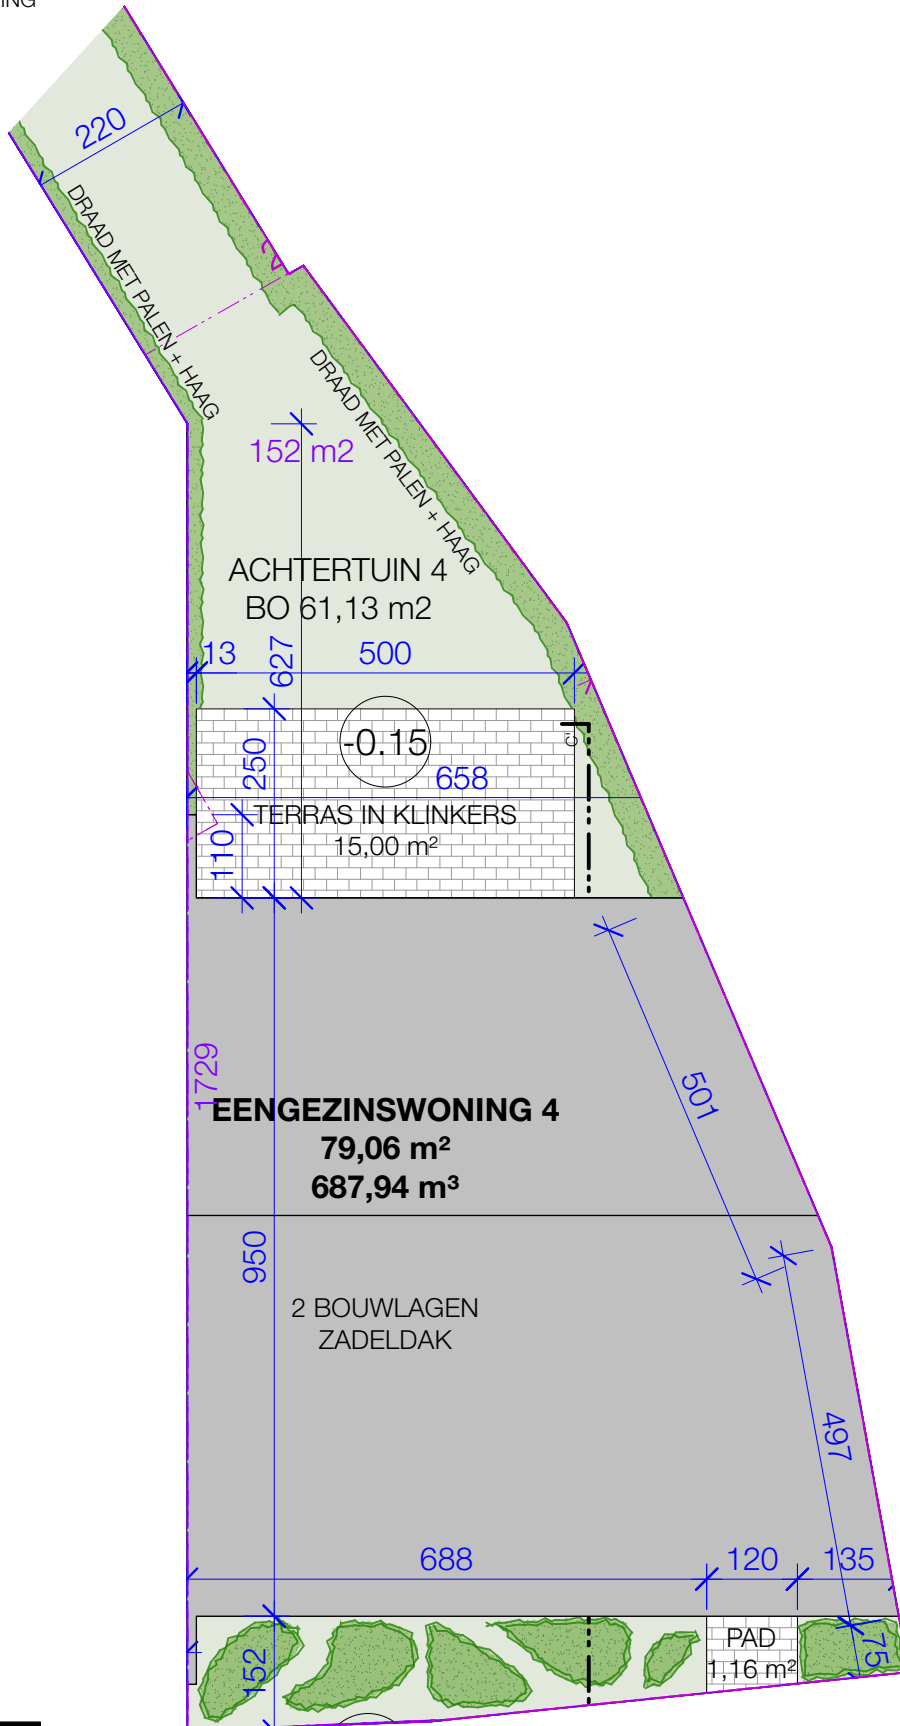 ING
220
DRAAD MET PALEN + HAAG
2
DRAAD MET PALEN + HAAG
152 m2
ACHTERTUIN 4
BO 61,13 m2
13
627
500
-0.15
250
658
TERRAS IN KLINKERS
15,00 m²
110
501
1729
EENGEZINSWONING 4
79,06 m²
687,94 m³
950
2 BOUWLAGEN
ZADELDAK
497
688
120
135
152
PAD
1,16 m²
75